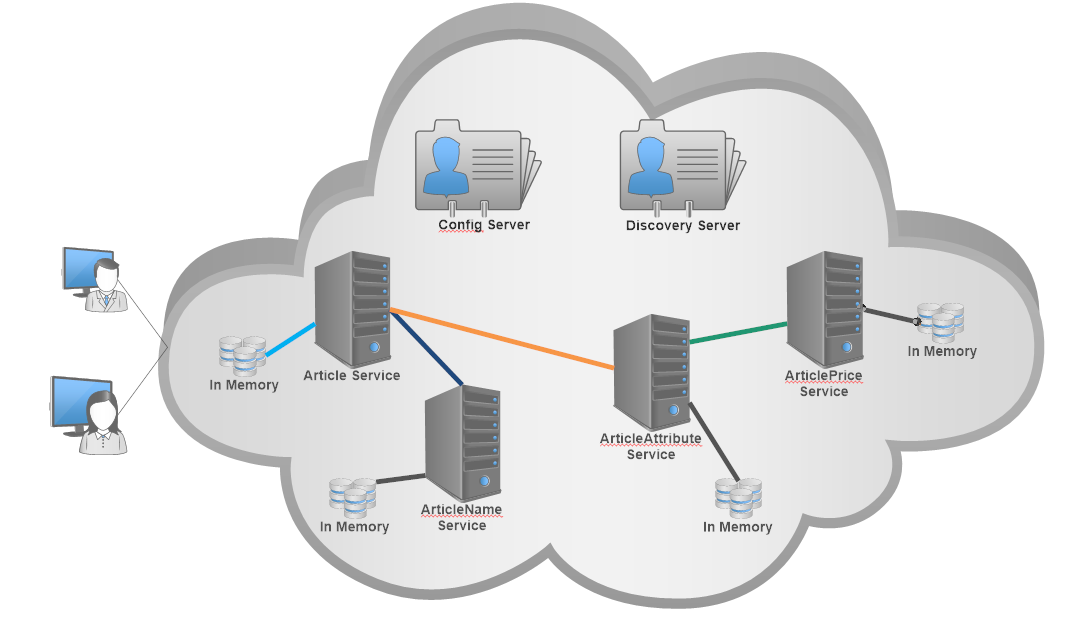 Config Server
Discovery Server
In Memory
Article Service
ArticlePrice
Service
In Memory
ArticleAttribute
Service
In Memory
ArticleName
Service
In Memory